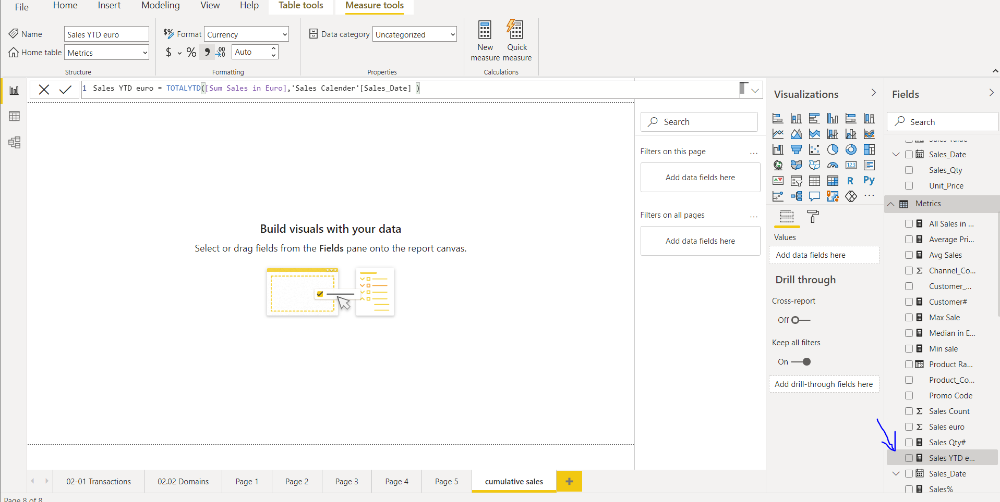 File Home Insert Modeling View Help Table tools Measure tools
Name Sales YTD euro
Home table Metrics
Structure
$% Format Currency
$ % 9 .00 Auto
Formatting
Data category Uncategorized
Properties
New measure
Quick measure
Calculations
1 Sales YTD euro = TOTALYTD([Sum Sales in Euro],'Sales Calender'[Sales_Date] )
Build visuals with your data
Select or drag fields from the Fields pane onto the report canvas.
Search
Filters on this page ...
Add data fields here
Filters on all pages ...
Add data fields here
Visualizations
123
R Py
...
Values
Add data fields here
Drill through
Cross-report
Off
Keep all filters
On
Add drill-through fields here
Fields
Search
Sales_Date
Sales_Qty
Unit_Price
Metrics
All Sales in ...
Average Pri...
Avg Sales
Σ Channel_Co...
Customer_...
Customer#
Max Sale
Median in E...
Min sale
Product Ra...
Product_Co...
Promo Code
Σ Sales Count
Σ Sales euro
Sales Qty#
Sales YTD e...
Sales_Date
Sales%
02-01 Transactions 02.02 Domains Page 1 Page 2 Page 3 Page 4 Page 5 cumulative sales +
Page 8 of 8